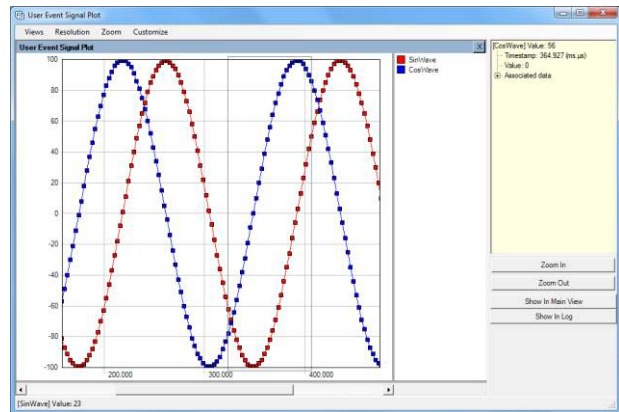 User Event Signal Plot
Views Resolution Zoom Customize
User Event Signal Plot X
100
80
60
40
20
0
-20
-40
-60
-80
-100
200.000 300.000 400.000
SinWave
CosWave
[CosWave] Value: 56
Timestamp: 364.927 (ms.µs)
Value: 0
Associated data
Zoom In
Zoom Out
Show In Main View
Show In Log
[SinWave] Value: 23